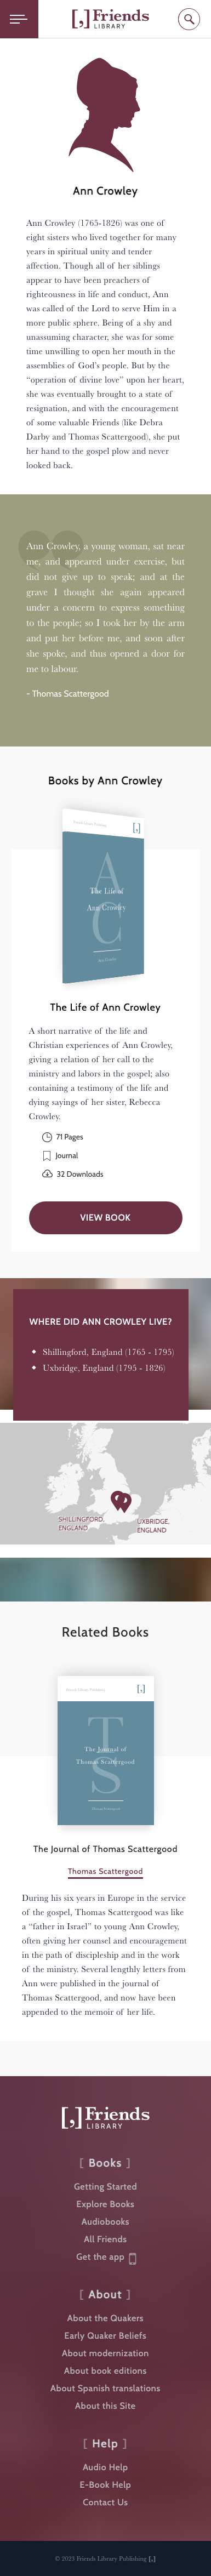 [,] Friends
LIBRARY
Ann Crowley
Ann Crowley (1765-1826) was one of
eight sisters who lived together for many
years in spiritual unity and tender
affection. Though all of her siblings
appear to have been preachers of
righteousness in life and conduct, Ann
was called of the Lord to serve Him in a
more public sphere. Being of a shy and
unassuming character, she was for some
time unwilling to open her mouth in the
assemblies of God's people. But by the
“operation of divine love” upon her heart,
she was eventually brought to a state of
resignation, and with the encouragement
of some valuable Friends (like Debra
Darby and Thomas Scattergood), she put
her hand to the gospel plow and never
looked back.
Ann Crowley, a young woman, sat near
me, and appeared under exercise, but
did not give up to speak; and at the
grave I thought she again appeared
under a concern to express something
to the people; so I took her by the arm
and put her before me, and soon after
she spoke, and thus opened a door for
me to labour.
- Thomas Scattergood
Books by Ann Crowley
[,]
AC
The Life of
Ann Crowley
The Life of Ann Crowley
A short narrative of the life and
Christian experiences of Ann Crowley,
giving a relation of her call to the
ministry and labors in the gospel; also
containing a testimony of the life and
dying sayings of her sister, Rebecca
Crowley.
71 Pages
Journal
32 Downloads
VIEW BOOK
WHERE DID ANN CROWLEY LIVE?
Shillingford, England (1765 - 1795)
Uxbridge, England (1795 - 1826)
SHILLINGFORD,
ENGLAND
UXBRIDGE,
ENGLAND
Related Books
[,]
TS
The Journal of
Thomas Scattergood
The Journal of Thomas Scattergood
Thomas Scattergood
During his six years in Europe in the service
of the gospel, Thomas Scattergood was like
a “father in Israel” to young Ann Crowley,
often giving her counsel and encouragement
in the path of discipleship and in the work
of the ministry. Several lengthly letters from
Ann were published in the journal of
Thomas Scattergood, and now have been
appended to the memoir of her life.
[,] Friends
LIBRARY
[ Books ]
Getting Started
Explore Books
Audiobooks
All Friends
Get the app
[ About ]
About the Quakers
Early Quaker Beliefs
About modernization
About book editions
About Spanish translations
About this Site
[ Help ]
Audio Help
E-Book Help
Contact Us
© 2023 Friends Library Publishing [,]